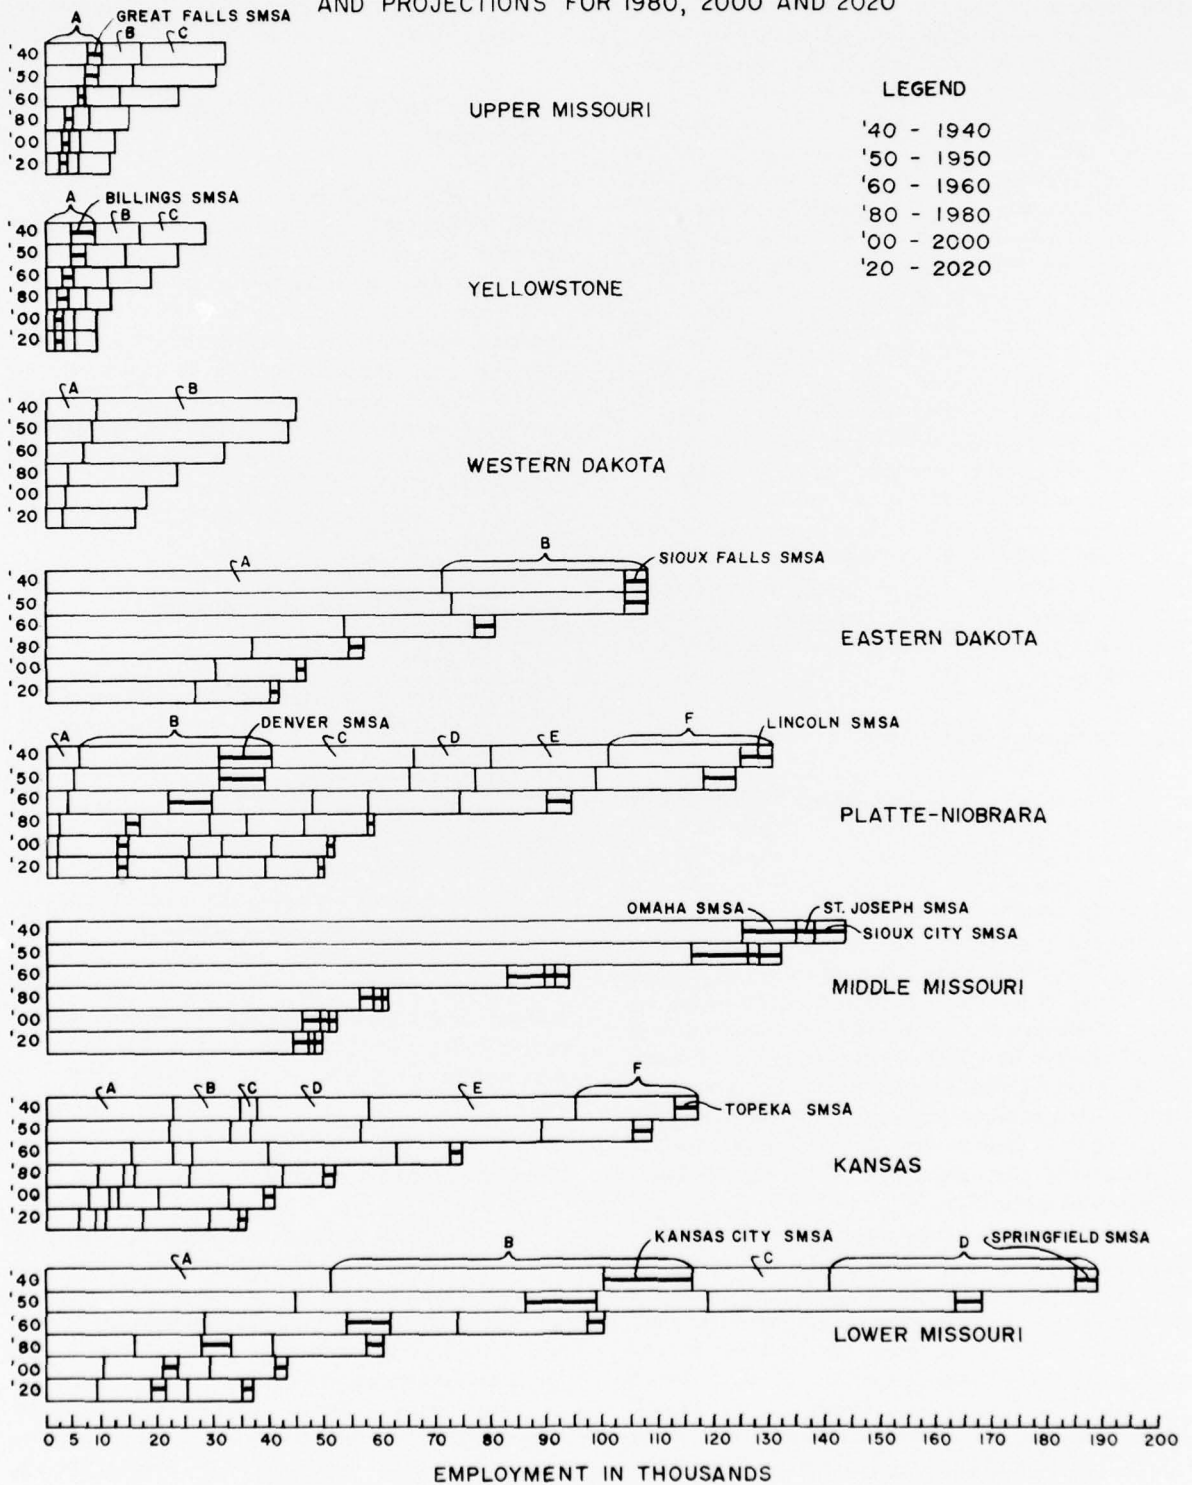 AND PROJECTIONS FOR 1980, 2000 AND 2020
A GREAT FALLS SMSA
B C
'40
'50
'60
'80
'00
'20
UPPER MISSOURI
LEGEND
'40 - 1940
'50 - 1950
'60 - 1960
'80 - 1980
'00 - 2000
'20 - 2020
A BILLINGS SMSA
B C
'40
'50
'60
'80
'00
'20
YELLOWSTONE
A B
'40
'50
'60
'80
'00
'20
WESTERN DAKOTA
A B SIOUX FALLS SMSA
'40
'50
'60
'80
'00
'20
EASTERN DAKOTA
A B DENVER SMSA C D E F LINCOLN SMSA
'40
'50
'60
'80
'00
'20
PLATTE-NIOBRARA
OMAHA SMSA ST. JOSEPH SMSA
SIOUX CITY SMSA
'40
'50
'60
'80
'00
'20
MIDDLE MISSOURI
A B C D E F
TOPEKA SMSA
'40
'50
'60
'80
'00
'20
KANSAS
A B KANSAS CITY SMSA C D SPRINGFIELD SMSA
'40
'50
'60
'80
'00
'20
LOWER MISSOURI
0 5 10 20 30 40 50 60 70 80 90 100 110 120 130 140 150 160 170 180 190 200
EMPLOYMENT IN THOUSANDS